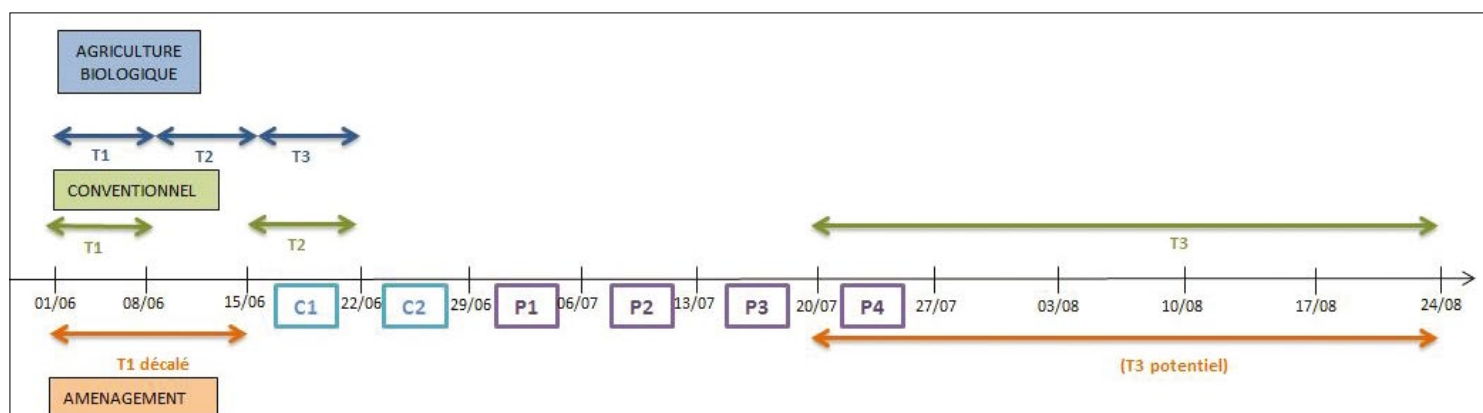 AGRICULTURE
BIOLOGIQUE
T1 T2 T3
CONVENTIONNEL
T1 T2 T3
01/06 08/06 15/06 C1 22/06 C2 29/06 P1 06/07 P2 13/07 P3 20/07 P4 27/07 03/08 10/08 17/08 24/08
T1 décalé (T3 potentiel)
AMENAGEMENT